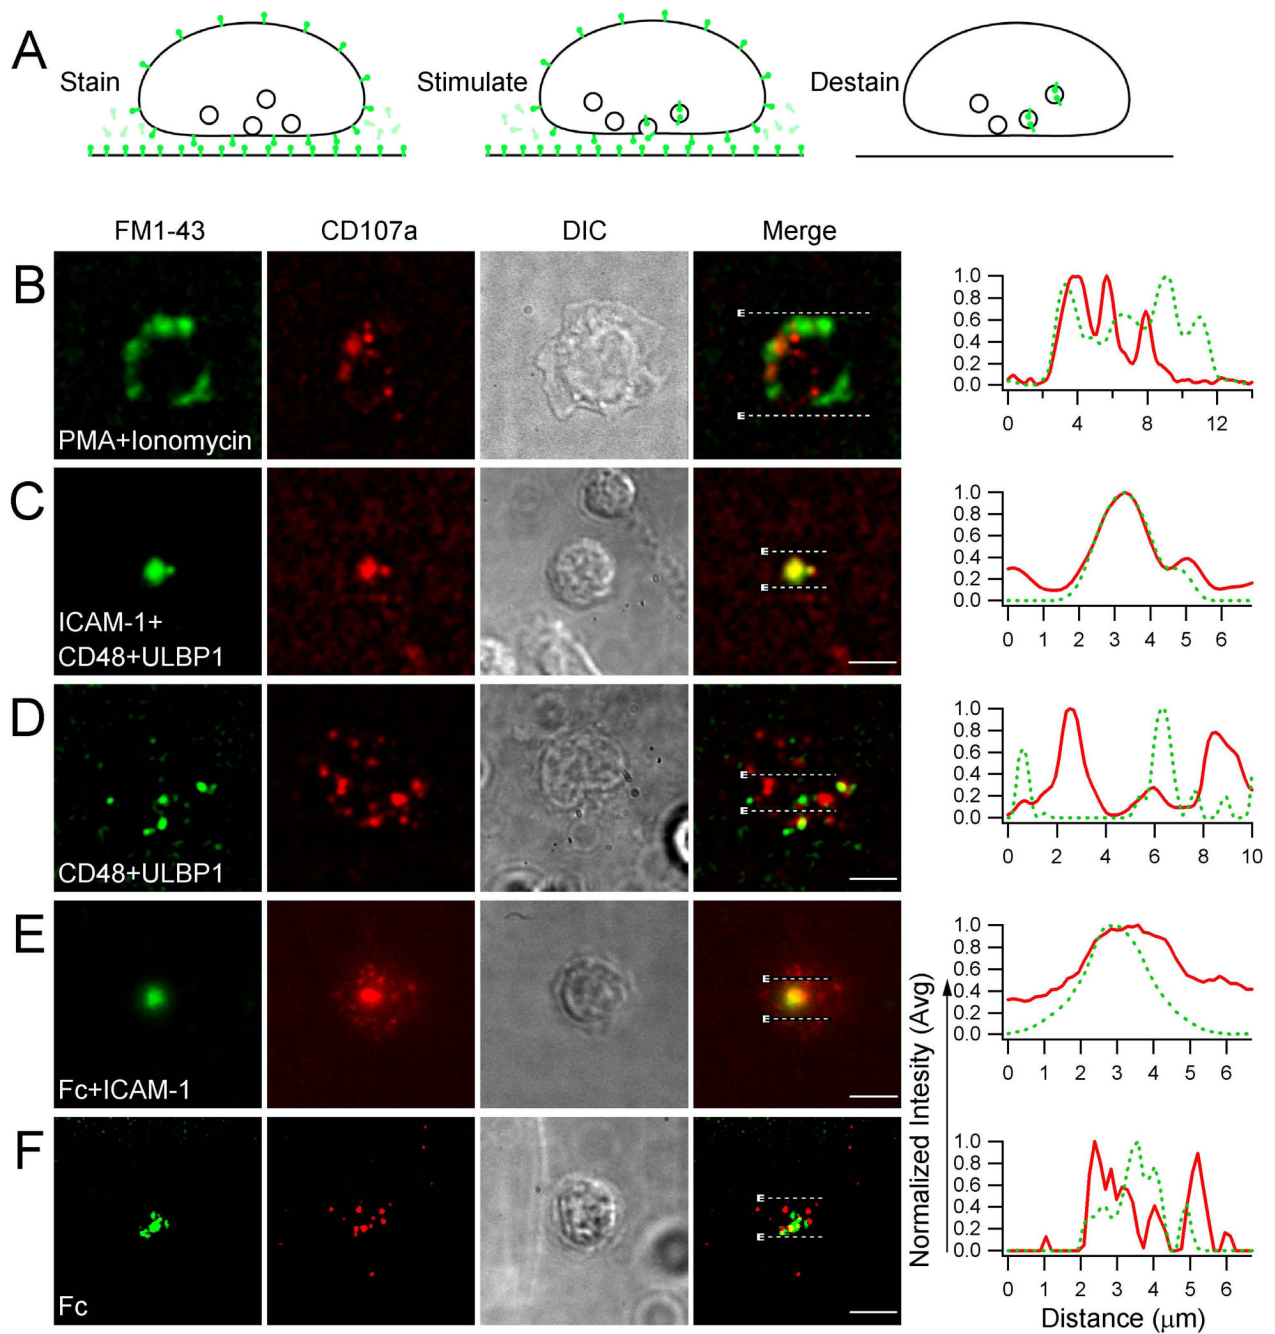 A
Stain
Stimulate
Destain
FM1-43
CD107a
DIC
Merge
B
PMA+Ionomycin
1.0
0.8
0.6
0.4
0.2
0.0
0 4 8 12
C
ICAM-1+
CD48+ULBP1
1.0
0.8
0.6
0.4
0.2
0.0
0 1 2 3 4 5 6
D
CD48+ULBP1
1.0
0.8
0.6
0.4
0.2
0.0
0 2 4 6 8 10
E
Fc+ICAM-1
1.0
0.8
0.6
0.4
0.2
0.0
0 1 2 3 4 5 6
F
Fc
Normalized Intesity (Avg)
1.0
0.8
0.6
0.4
0.2
0.0
0 1 2 3 4 5 6
Distance (μm)